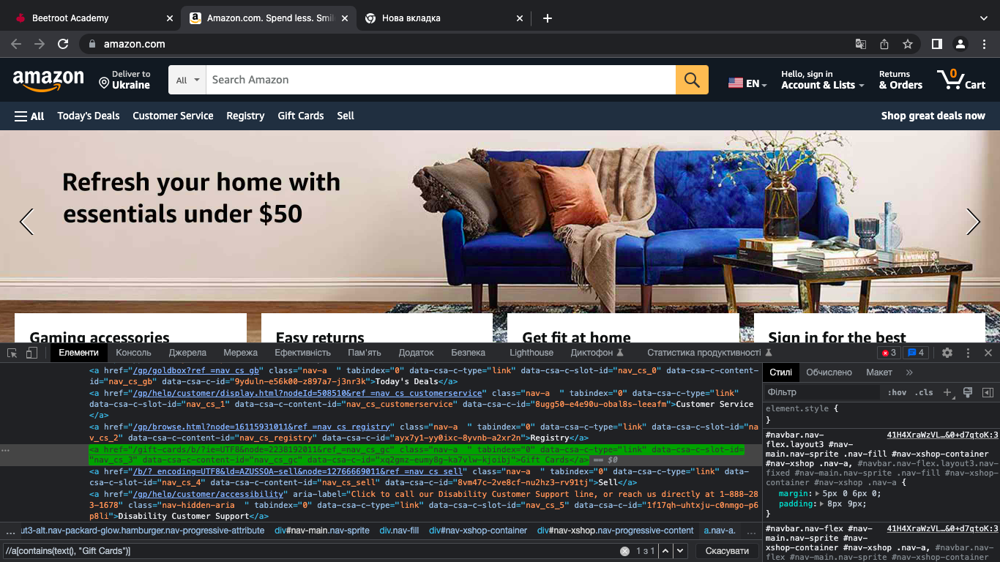 Beetroot Academy
Amazon.com. Spend less. Smil
Нова вкладка
amazon.com
amazon
Deliver to
Ukraine
All
Search Amazon
EN
Hello, sign in
Account & Lists
Returns
& Orders
0
Cart
All
Today's Deals
Customer Service
Registry
Gift Cards
Sell
Shop great deals now
Refresh your home with
essentials under $50
Gaming accessories
Easy returns
Get fit at home
Sign in for the best
Елементи
Консоль
Джерела
Мережа
Ефективність
Пам'ять
Додаток
Безпека
Lighthouse
Диктофон
Статистика продуктивності
3
4
<a href="/gp/goldbox?ref_=nav_cs_gb" class="nav-a  " tabindex="0" data-csa-c-type="link" data-csa-c-slot-id="nav_cs_0" data-csa-c-content-
id="nav_cs_gb" data-csa-c-id="9yduln-e56k00-z897a7-j3nr3k">Today's Deals</a>
<a href="/gp/help/customer/display.html?nodeId=508510&ref_=nav_cs_customerservice" class="nav-a  " tabindex="0" data-csa-c-type="link"
data-csa-c-slot-id="nav_cs_1" data-csa-c-content-id="nav_cs_customerservice" data-csa-c-id="8ugg50-e4e90u-obal8s-leeafm">Customer Service
</a>
<a href="/gp/browse.html?node=16115931011&ref_=nav_cs_registry" class="nav-a  " tabindex="0" data-csa-c-type="link" data-csa-c-slot-id="na
v_cs_2" data-csa-c-content-id="nav_cs_registry" data-csa-c-id="ayx7y1-yy0ixc-8yvnb-a2xr2n">Registry</a>
<a href="/gift-cards/b/?ie=UTF8&node=2238192011&ref_=nav_cs_gc" class="nav-a  " tabindex="0" data-csa-c-type="link" data-csa-c-slot-id=
"nav_cs_3" data-csa-c-content-id="nav_cs_gc" data-csa-c-id="xq2gmz-eumy8g-ka7vlw-kjoibj">Gift Cards</a> == $0
<a href="/b/?_encoding=UTF8&ld=AZUSSOA-sell&node=12766669011&ref_=nav_cs_sell" class="nav-a  " tabindex="0" data-csa-c-type="link" data-
csa-c-slot-id="nav_cs_4" data-csa-c-content-id="nav_cs_sell" data-csa-c-id="8vm47c-2ve8cf-nu2hz3-rv91tj">Sell</a>
<a href="/gp/help/customer/accessibility" aria-label="Click to call our Disability Customer Support line, or reach us directly at 1-888-28
3-1678" class="nav-hidden-aria  " tabindex="0" data-csa-c-type="link" data-csa-c-slot-id="nav_cs_5" data-csa-c-id="1f17qh-uhtxju-c0nmgo-p6
p8li">Disability Customer Support</a>
... ut3-alt.nav-packard-glow.hamburger.nav-progressive-attribute div#nav-main.nav-sprite div.nav-fill div#nav-xshop-container div#nav-xshop.nav-progressive-content a.nav-a. ...
//a[contains(text(), "Gift Cards")]
1 з 1
Скасувати
Стилі
Обчислено
Макет
Фільтр
:hov .cls
element.style {
}
#navbar.nav- 41H4XraWzVL…&0+d7qtoK:3
flex.layout3 #nav-
main.nav-sprite .nav-fill #nav-xshop-container
#nav-xshop .nav-a, #navbar.nav-flex.layout3.nav-
fixed #nav-main.nav-sprite .nav-fill #nav-xshop-
container #nav-xshop .nav-a {
margin: 5px 0 6px 0;
padding: 8px 9px;
}
#navbar.nav-flex #nav- 41H4XraWzVL…&0+d7qtoK:3
main.nav-sprite #nav-
xshop-container #nav-xshop .nav-a, #navbar.nav-
flex #nav-main.nav-sprite #nav-xshop-container